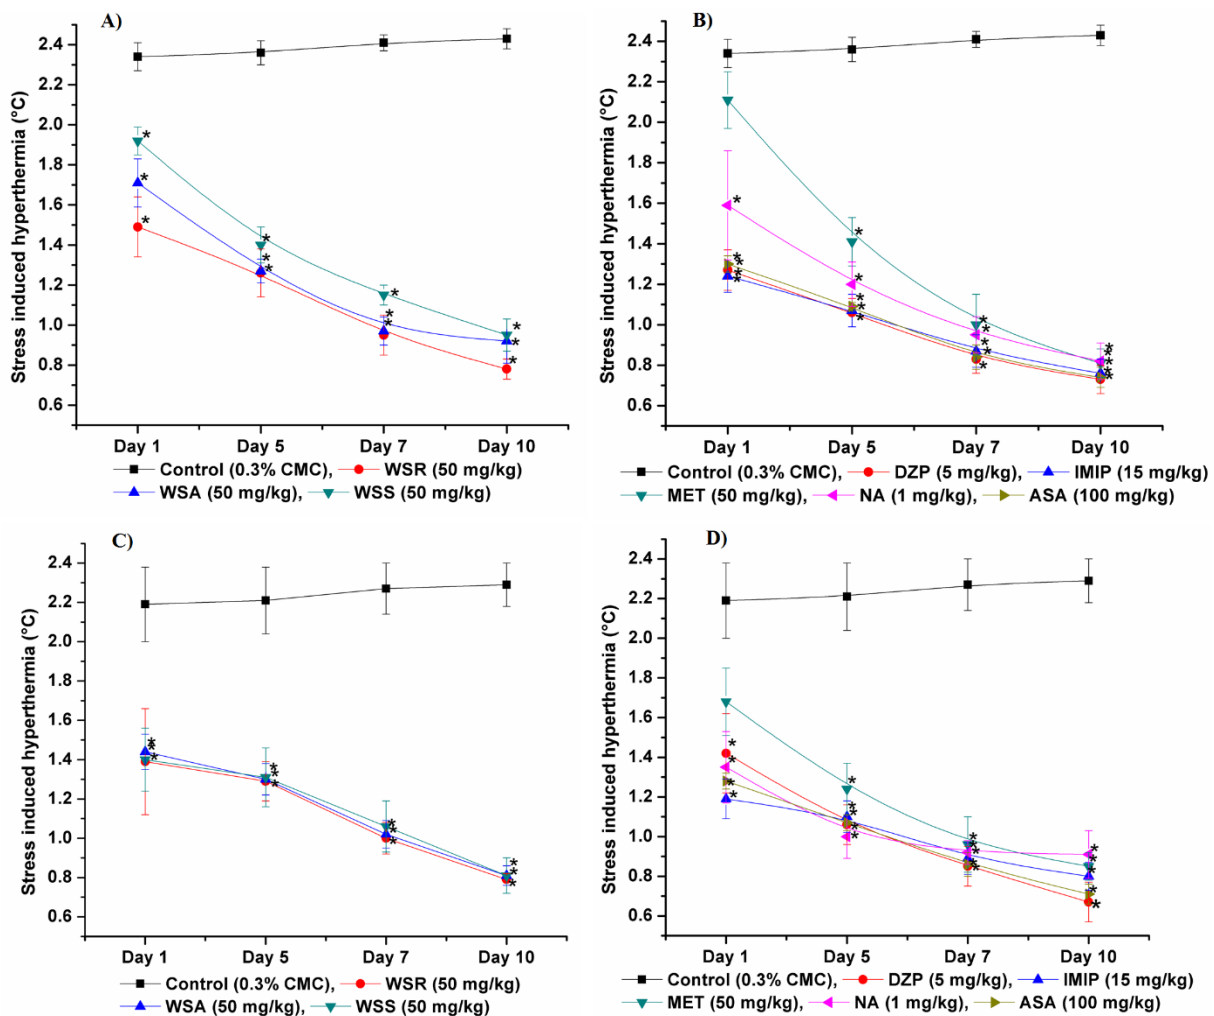 A)
Stress induced hyperthermia (°C)
2.4
2.2
2.0
1.8
1.6
1.4
1.2
1.0
0.8
0.6
* * * * * * * * * * * *
Day 1 Day 5 Day 7 Day 10
Control (0.3% CMC), WSR (50 mg/kg)
WSA (50 mg/kg), WSS (50 mg/kg)
B)
Stress induced hyperthermia (°C)
2.4
2.2
2.0
1.8
1.6
1.4
1.2
1.0
0.8
0.6
* * * * * * * * * * * * * * * * * * *
Day 1 Day 5 Day 7 Day 10
Control (0.3% CMC), DZP (5 mg/kg), IMIP (15 mg/kg)
MET (50 mg/kg), NA (1 mg/kg), ASA (100 mg/kg)
C)
Stress induced hyperthermia (°C)
2.4
2.2
2.0
1.8
1.6
1.4
1.2
1.0
0.8
0.6
* * * * * * * * * * * *
Day 1 Day 5 Day 7 Day 10
Control (0.3% CMC), WSR (50 mg/kg)
WSA (50 mg/kg), WSS (50 mg/kg)
D)
Stress induced hyperthermia (°C)
2.4
2.2
2.0
1.8
1.6
1.4
1.2
1.0
0.8
0.6
* * * * * * * * * * * * * * * * * * *
Day 1 Day 5 Day 7 Day 10
Control (0.3% CMC), DZP (5 mg/kg), IMIP (15 mg/kg)
MET (50 mg/kg), NA (1 mg/kg), ASA (100 mg/kg)